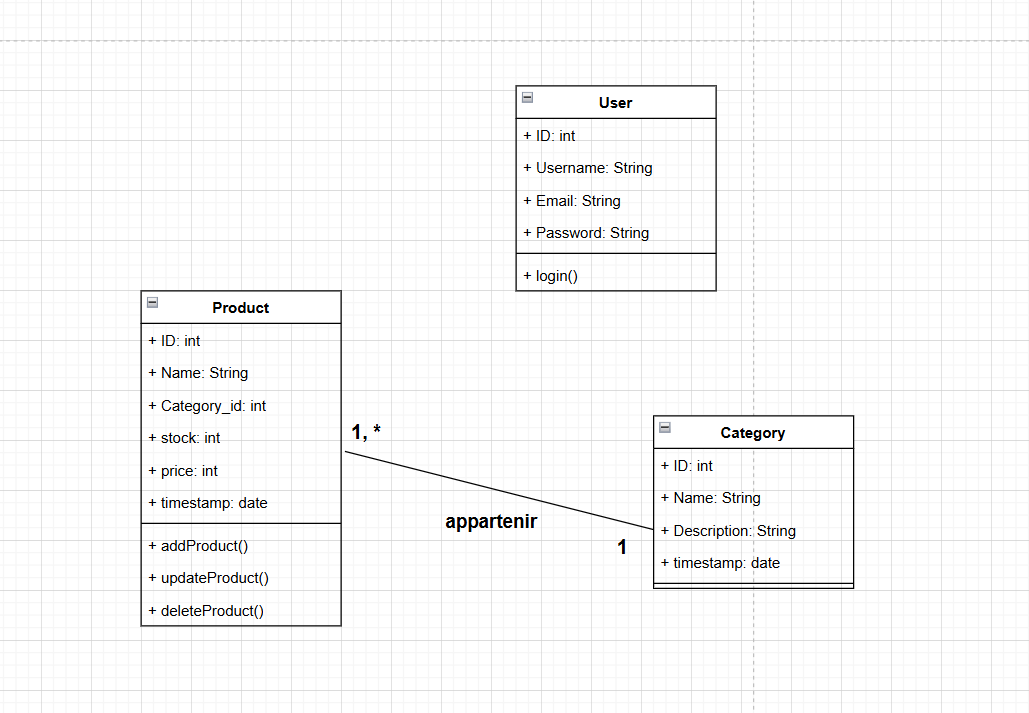 User
+ ID: int
+ Username: String
+ Email: String
+ Password: String
+ login()
Product
+ ID: int
+ Name: String
+ Category_id: int
+ stock: int
+ price: int
+ timestamp: date
+ addProduct()
+ updateProduct()
+ deleteProduct()
1, *
appartenir
1
Category
+ ID: int
+ Name: String
+ Description: String
+ timestamp: date